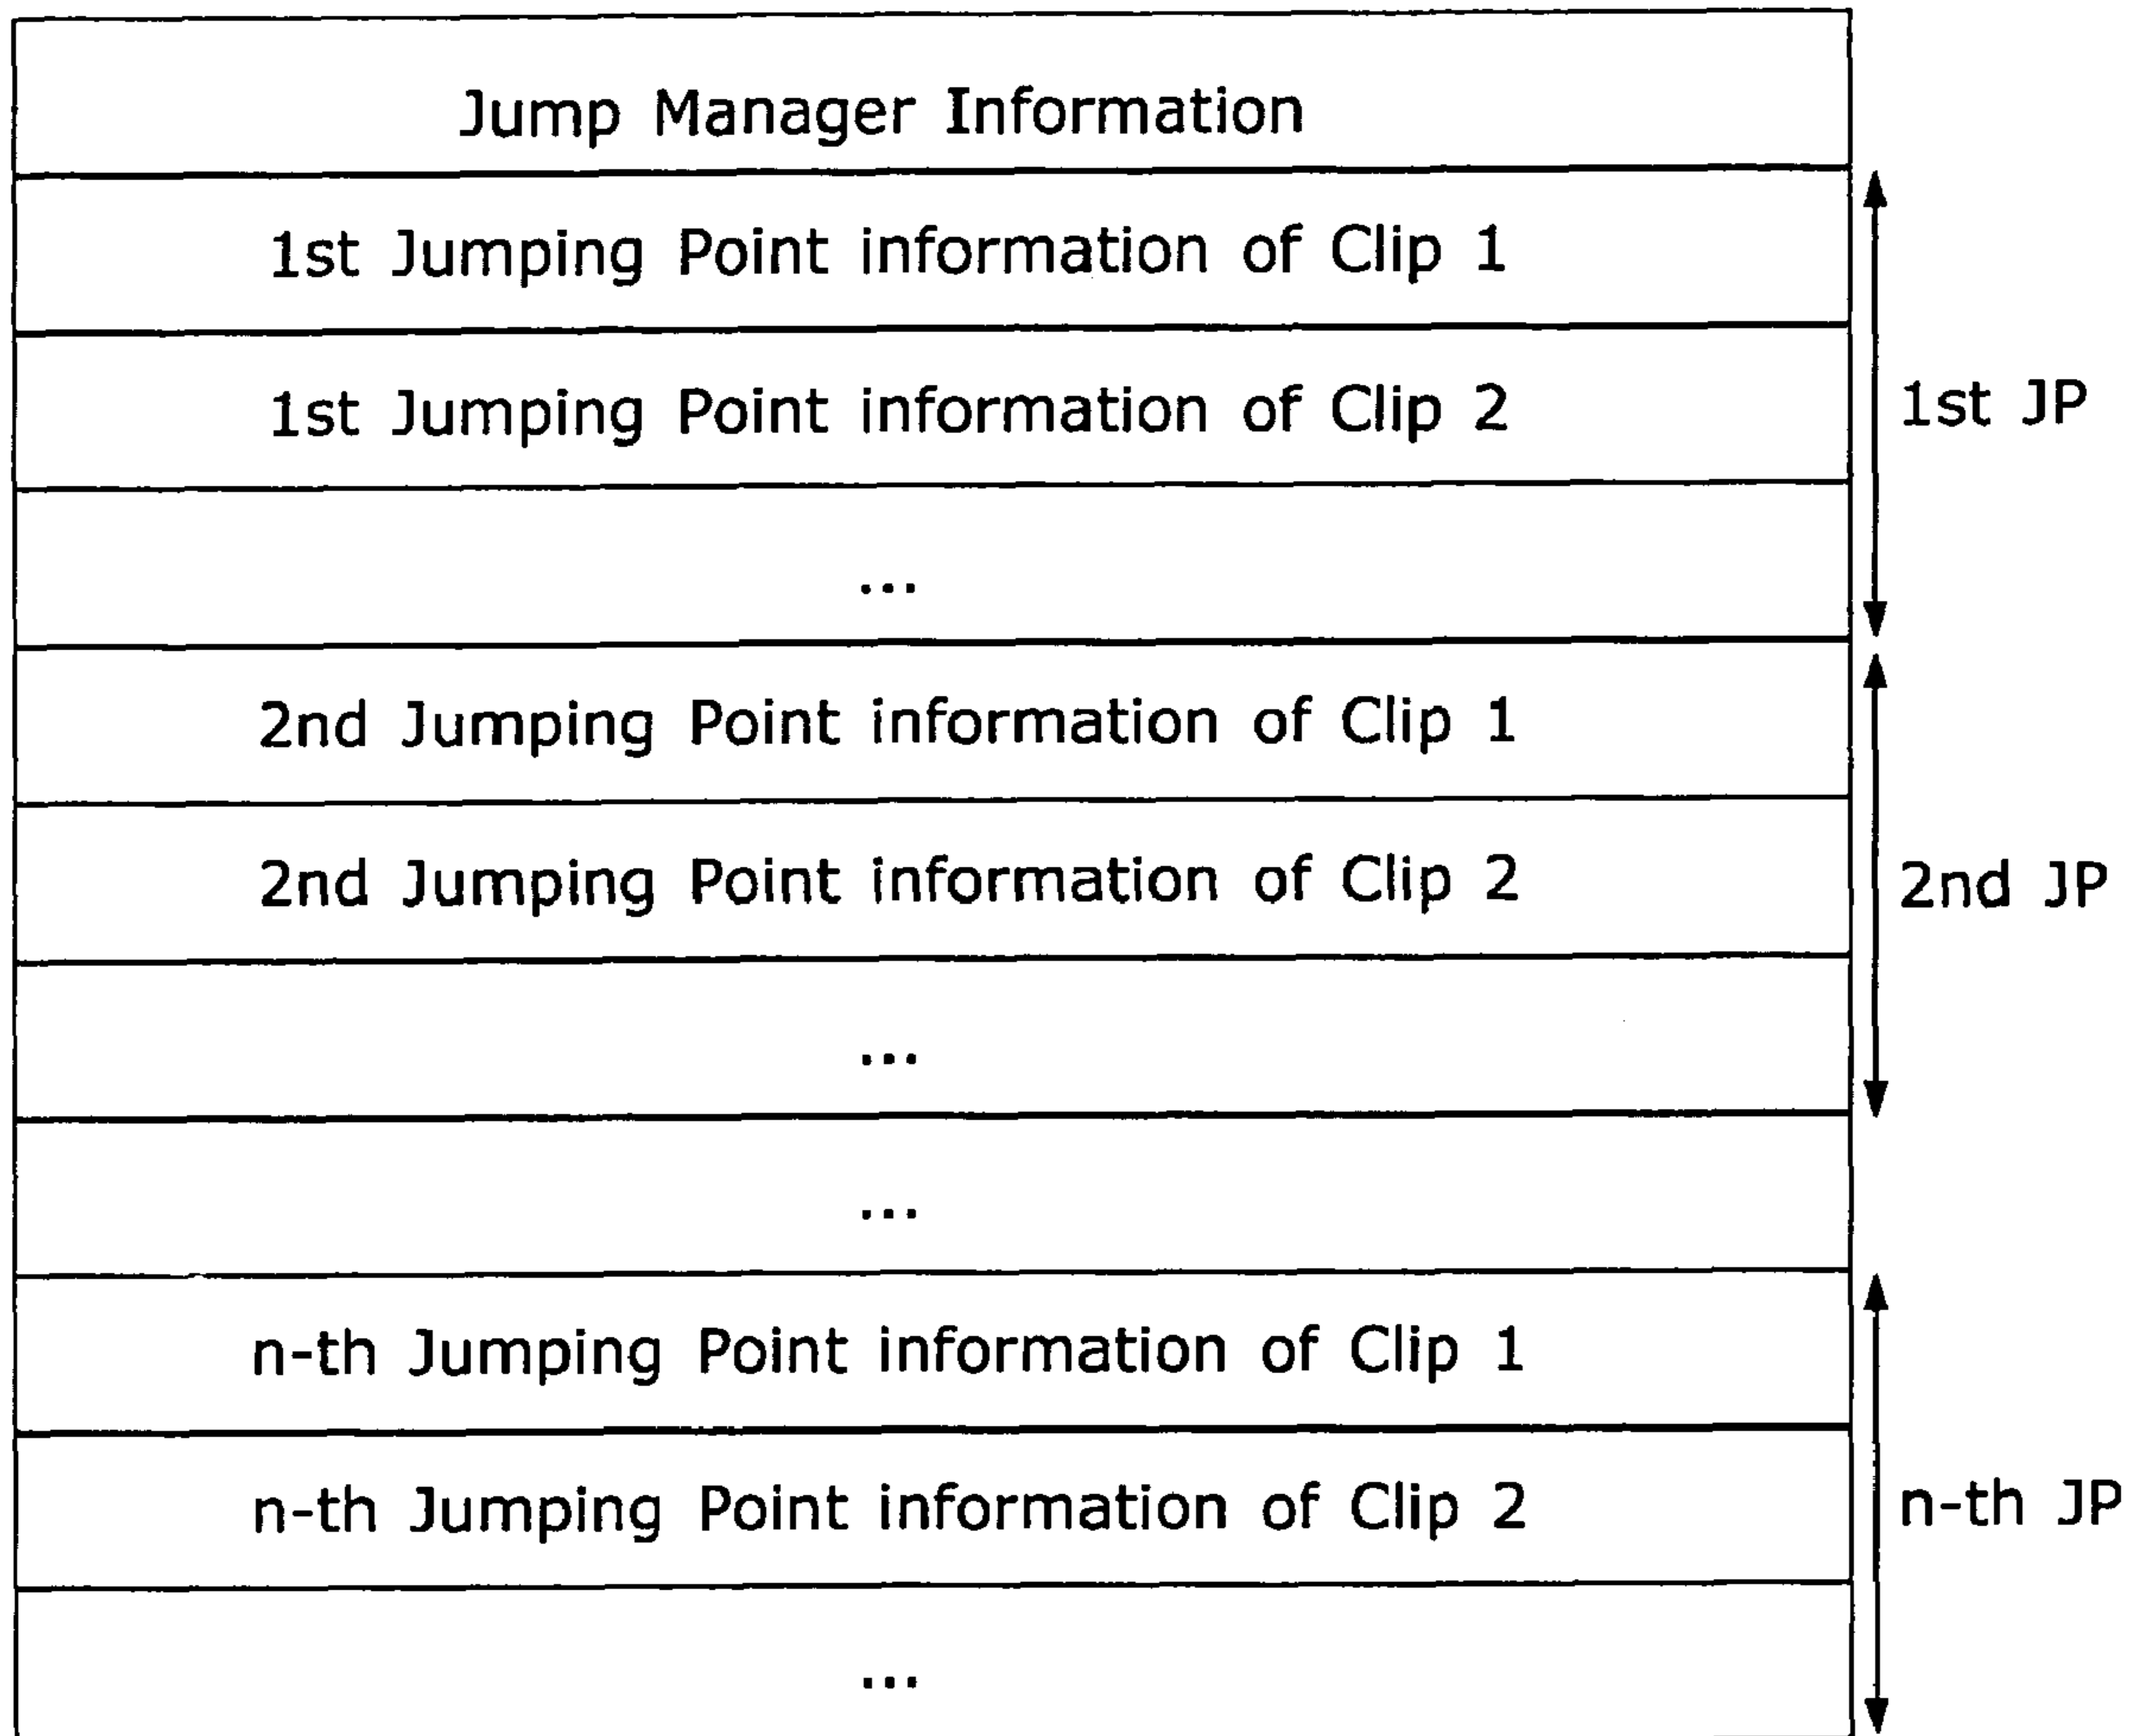 Jump Manager Information
1st Jumping Point information of Clip 1
1st Jumping Point information of Clip 2
1st JP
...
2nd Jumping Point information of Clip 1
2nd Jumping Point information of Clip 2
2nd JP
...
...
n-th Jumping Point information of Clip 1
n-th Jumping Point information of Clip 2
n-th JP
...